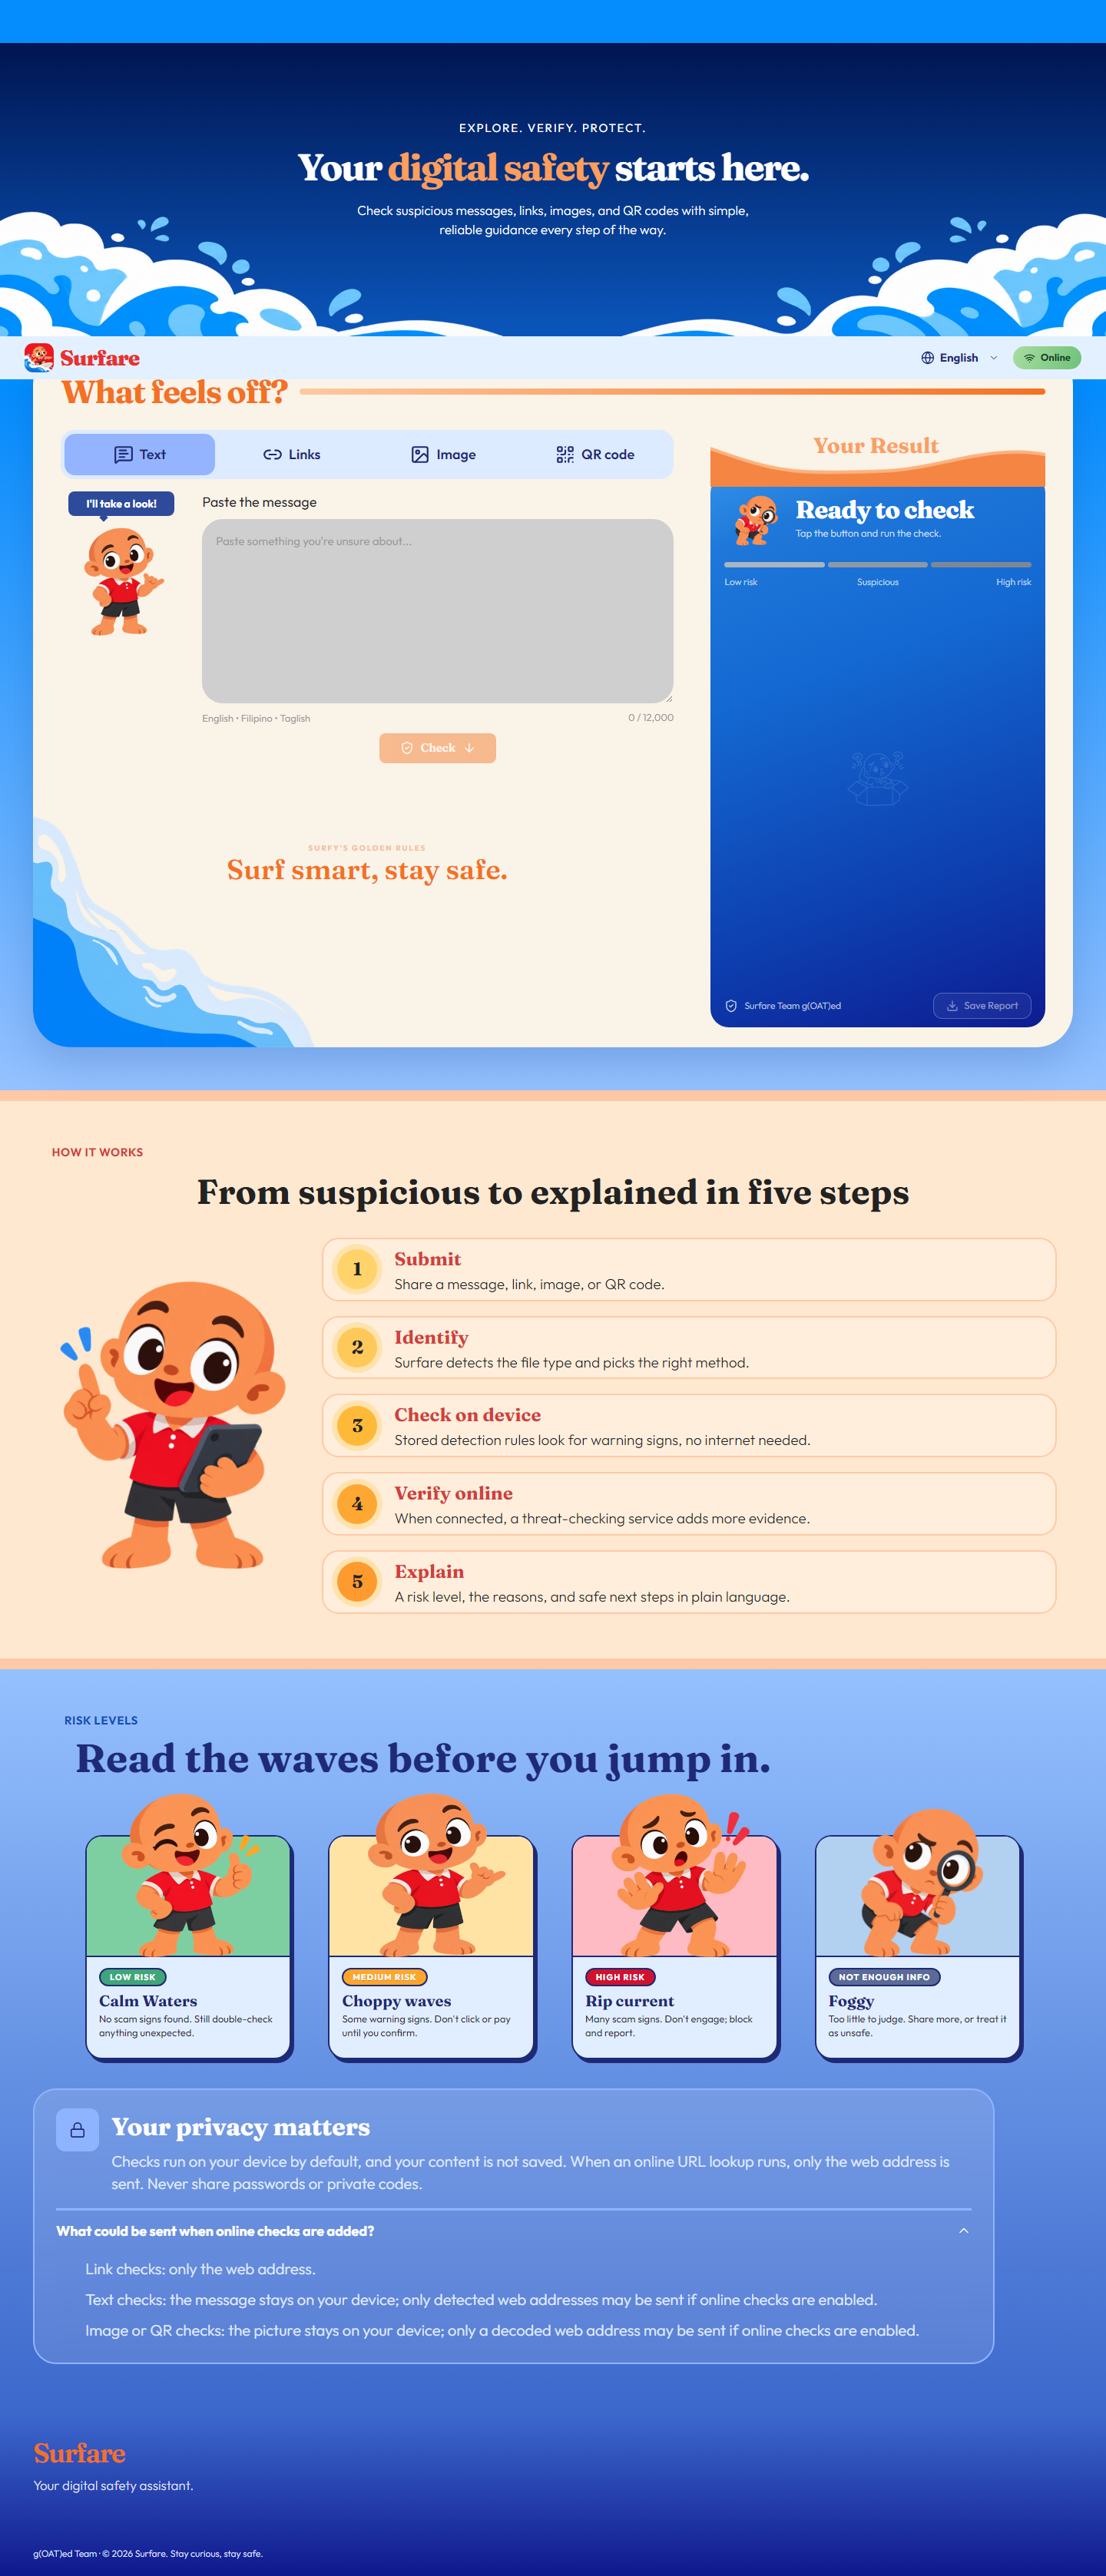 EXPLORE. VERIFY. PROTECT.
Your digital safety starts here.
Check suspicious messages, links, images, and QR codes with simple,
reliable guidance every step of the way.
Surfare
English
Online
What feels off?
Text
Links
Image
QR code
I'll take a look!
Paste the message
Paste something you're unsure about...
English • Filipino • Taglish
0 / 12,000
Check
SURFY'S GOLDEN RULES
Surf smart, stay safe.
Your Result
Ready to check
Tap the button and run the check.
Low risk
Suspicious
High risk
Surfare Team g(OAT)ed
Save Report
HOW IT WORKS
From suspicious to explained in five steps
1
Submit
Share a message, link, image, or QR code.
2
Identify
Surfare detects the file type and picks the right method.
3
Check on device
Stored detection rules look for warning signs, no internet needed.
4
Verify online
When connected, a threat-checking service adds more evidence.
5
Explain
A risk level, the reasons, and safe next steps in plain language.
RISK LEVELS
Read the waves before you jump in.
LOW RISK
Calm Waters
No scam signs found. Still double-check
anything unexpected.
MEDIUM RISK
Choppy waves
Some warning signs. Don't click or pay
until you confirm.
HIGH RISK
Rip current
Many scam signs. Don't engage; block
and report.
NOT ENOUGH INFO
Foggy
Too little to judge. Share more, or treat it
as unsafe.
Your privacy matters
Checks run on your device by default, and your content is not saved. When an online URL lookup runs, only the web address is
sent. Never share passwords or private codes.
What could be sent when online checks are added?
Link checks: only the web address.
Text checks: the message stays on your device; only detected web addresses may be sent if online checks are enabled.
Image or QR checks: the picture stays on your device; only a decoded web address may be sent if online checks are enabled.
Surfare
Your digital safety assistant.
g(OAT)ed Team · © 2026 Surfare. Stay curious, stay safe.